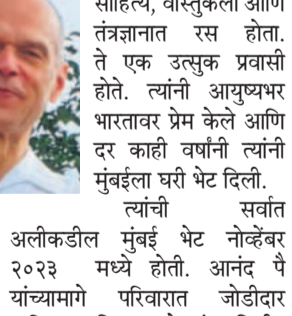 साहित्य, वास्तुकला आणि
तंत्रज्ञानात रस होता.
ते एक उत्सुक प्रवासी
होते. त्यांनी आयुष्यभर
भारतावर प्रेम केले आणि
दर काही वर्षांनी त्यांनी
मुंबईला घरी भेट दिली.
त्यांची सर्वात
अलीकडील मुंबई भेट नोव्हेंबर
२०२३ मध्ये होती. आनंद पै
यांच्यामागे परिवारात जोडीदार